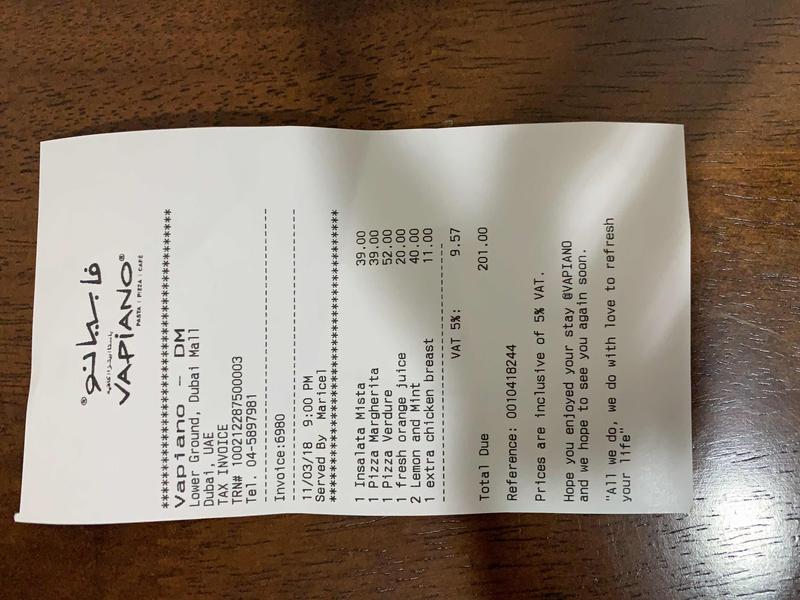 فابيانو®
باستا | بيتزا | كافيه
VAPIANO®
PASTA | PIZZA | CAFÉ
****************************************
Vapiano - DM
Lower Ground, Dubai Mall
Dubai, UAE
TAX INVOICE
TRN# 100212287500003
Tel. 04-5897981
----------------------------------------
Invoice:6980
----------------------------------------
11/03/18 9:00 PM
Served By Maricel
****************************************
1 Insalata Mista 39.00
1 Pizza Margherita 39.00
1 Pizza Verdure 52.00
1 fresh orange juice 20.00
2 Lemon and Mint 40.00
1 extra chicken breast 11.00
----------------------------------------
VAT 5%: 9.57
Total Due 201.00
Reference: 0010418244
Prices are inclusive of 5% VAT.
Hope you enjoyed your stay @VAPIANO
and we hope to see you again soon.
"All we do, we do with love to refresh
your life"